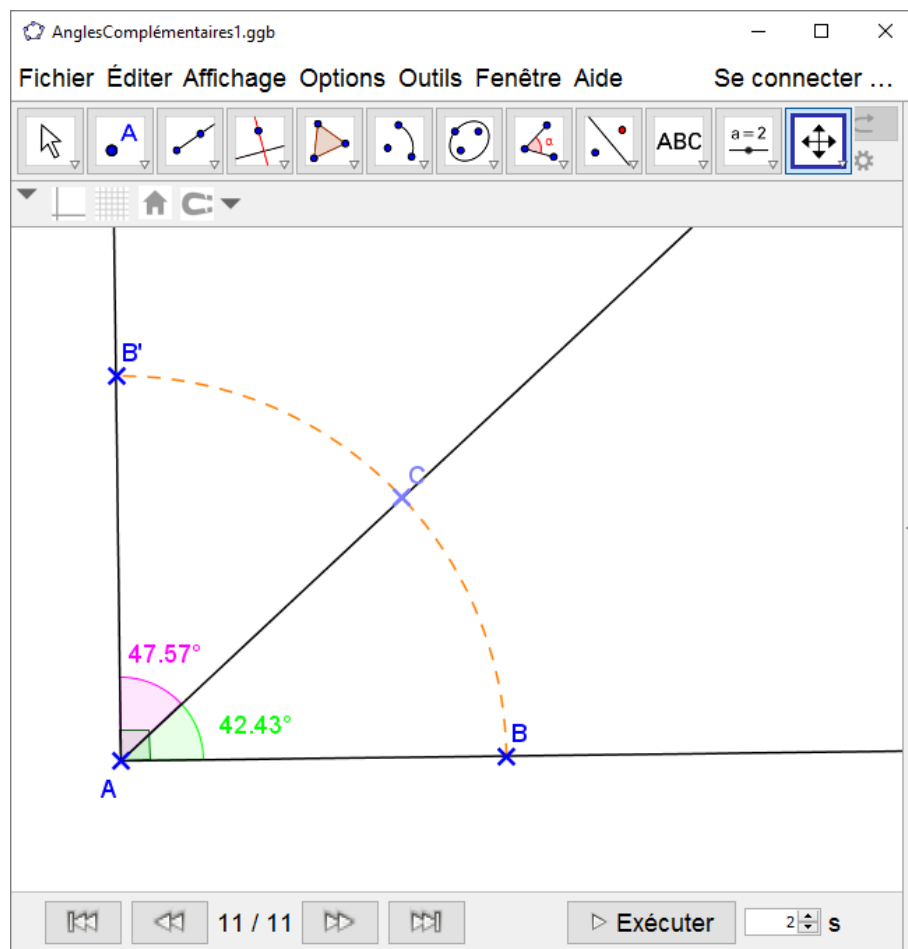 AnglesComplémentaires1.ggb
Fichier Éditer Affichage Options Outils Fenêtre Aide Se connecter ...
A α ABC a = 2
B'
C
47.57°
42.43°
B
A
11 / 11 Exécuter 2 s